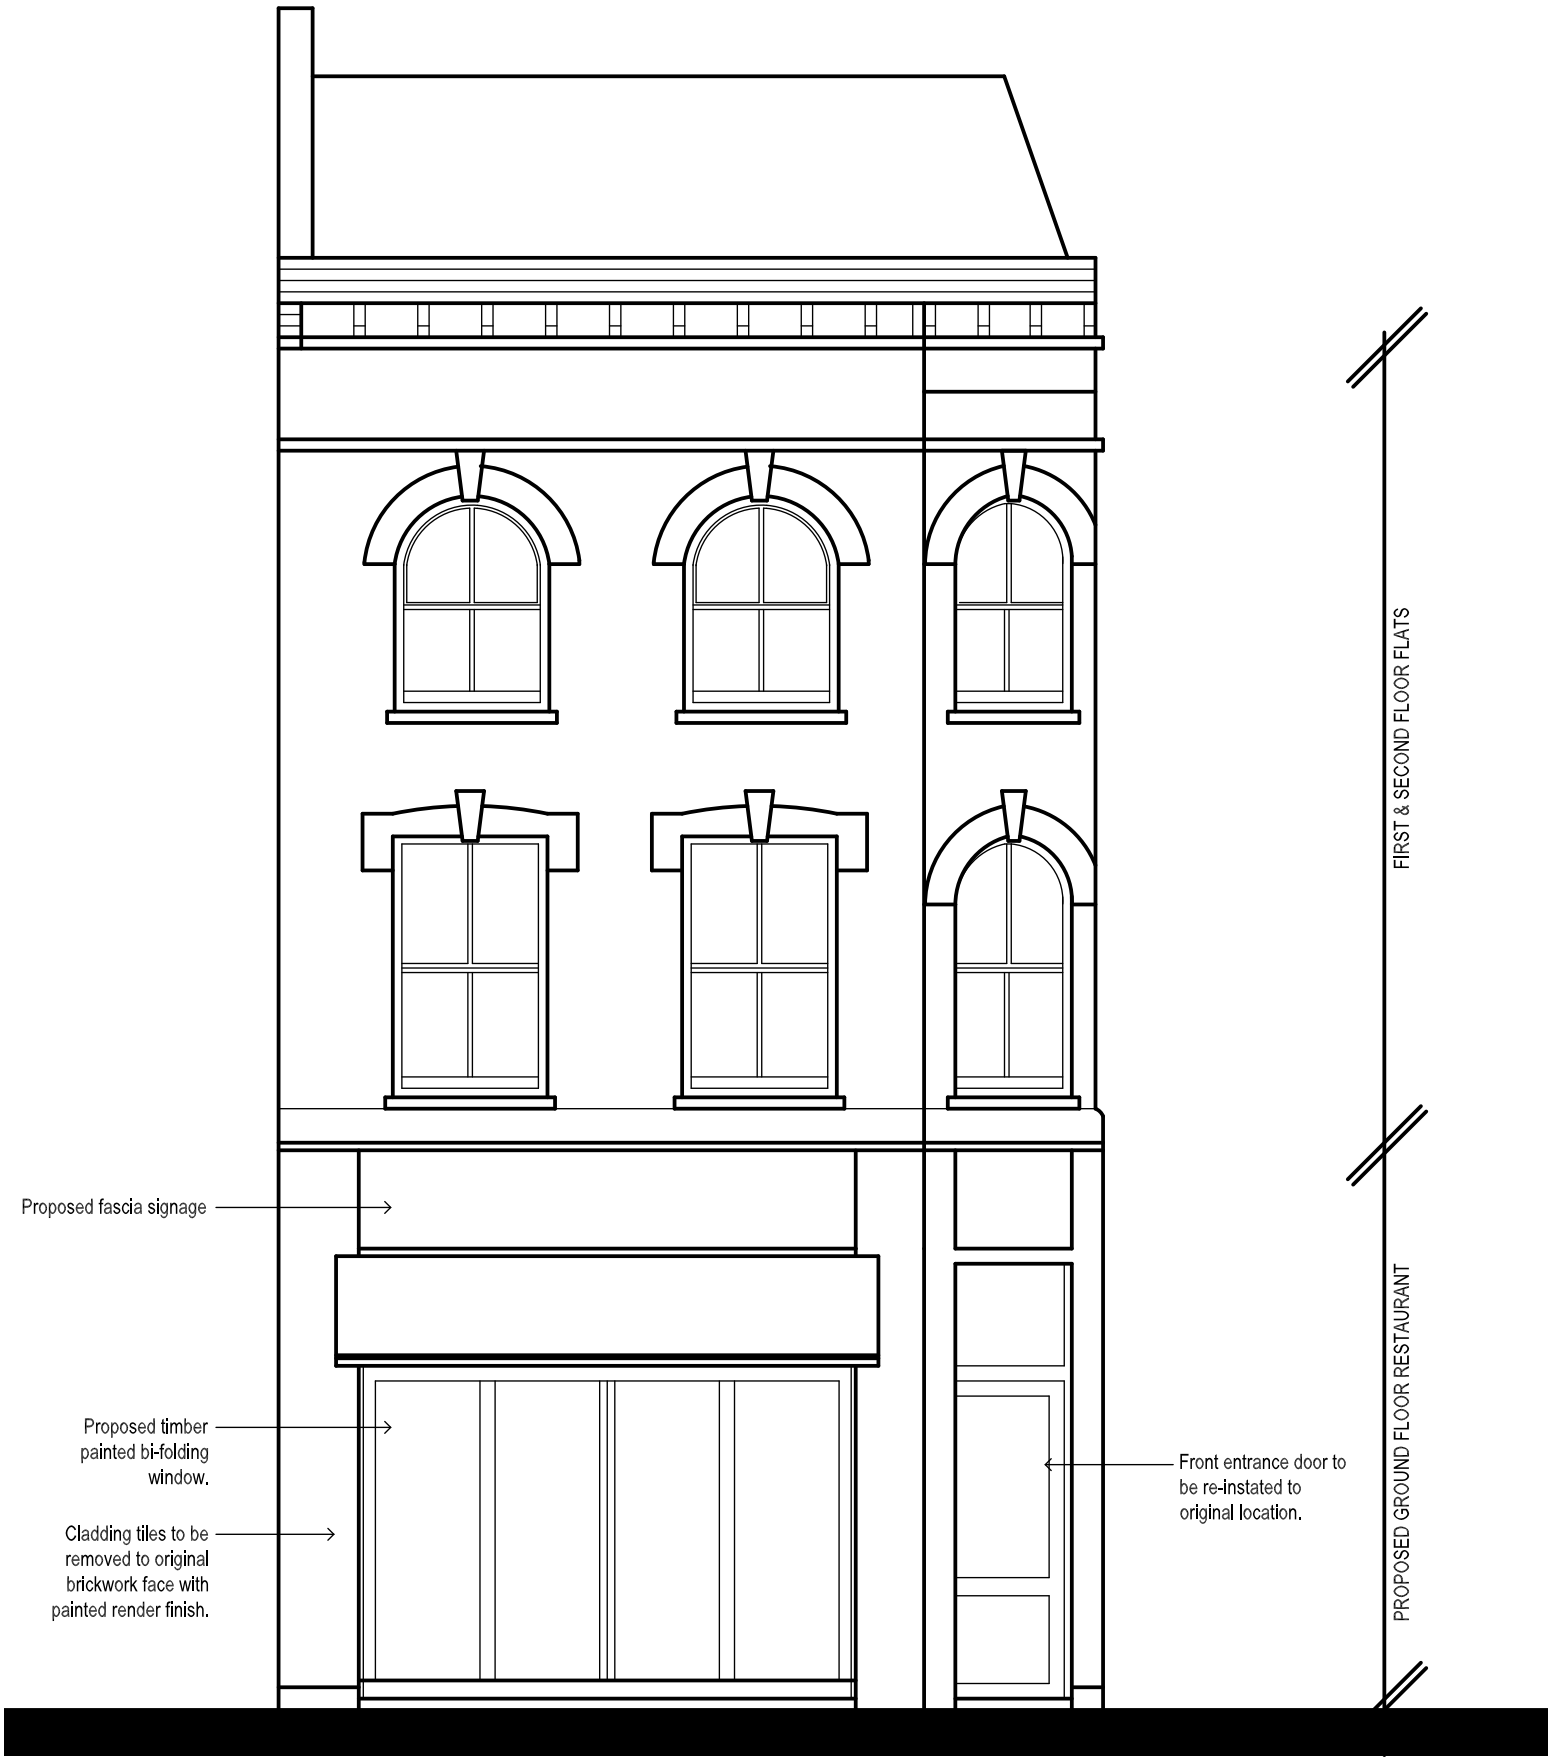 FIRST & SECOND FLOOR FLATS
Proposed fascia signage
Proposed timber
painted bi-folding
window.
Cladding tiles to be
removed to original
brickwork face with
painted render finish.
Front entrance door to
be re-instated to
original location.
PROPOSED GROUND FLOOR RESTAURANT